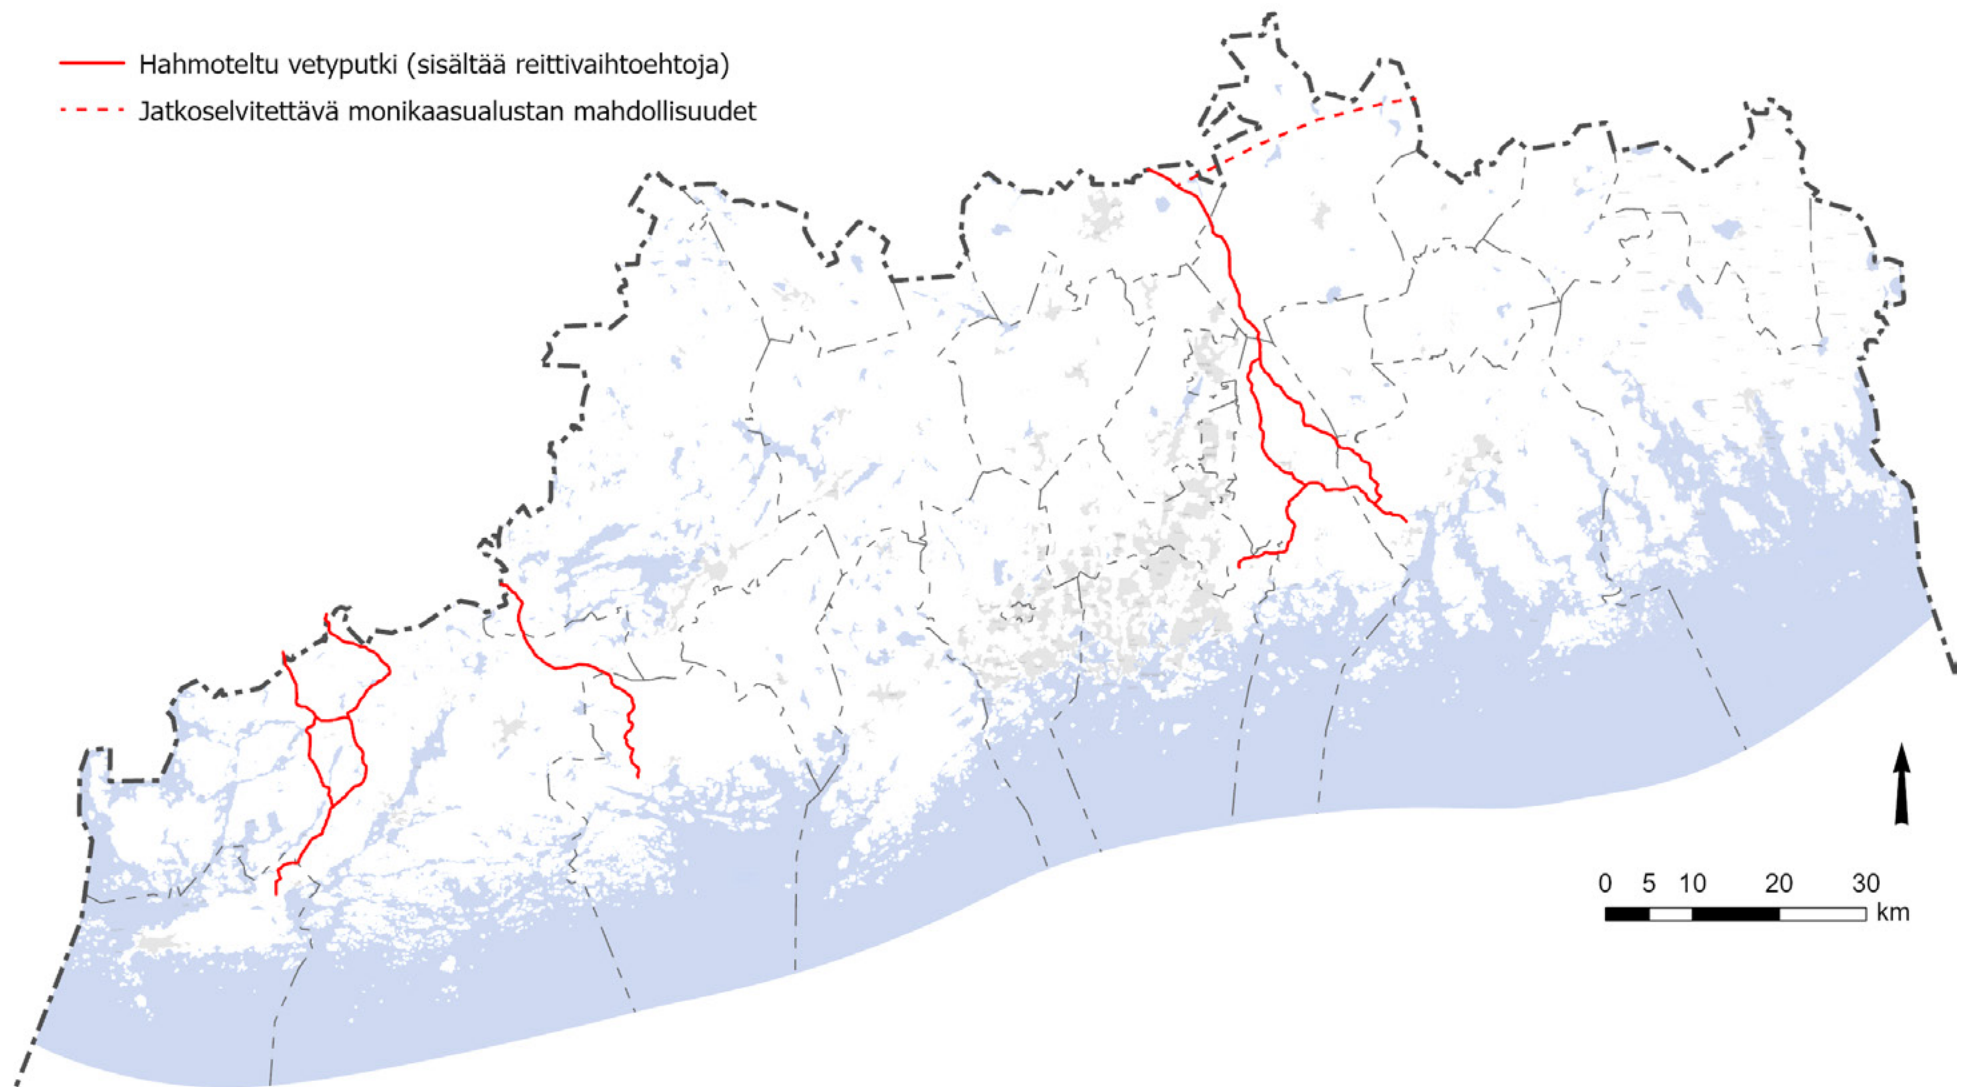 Hahmoteltu vetyputki (sisältää reittivaihtoehtoja)
Jatkoselvitettävä monikaasualustan mahdollisuudet
0 5 10 20 30
km